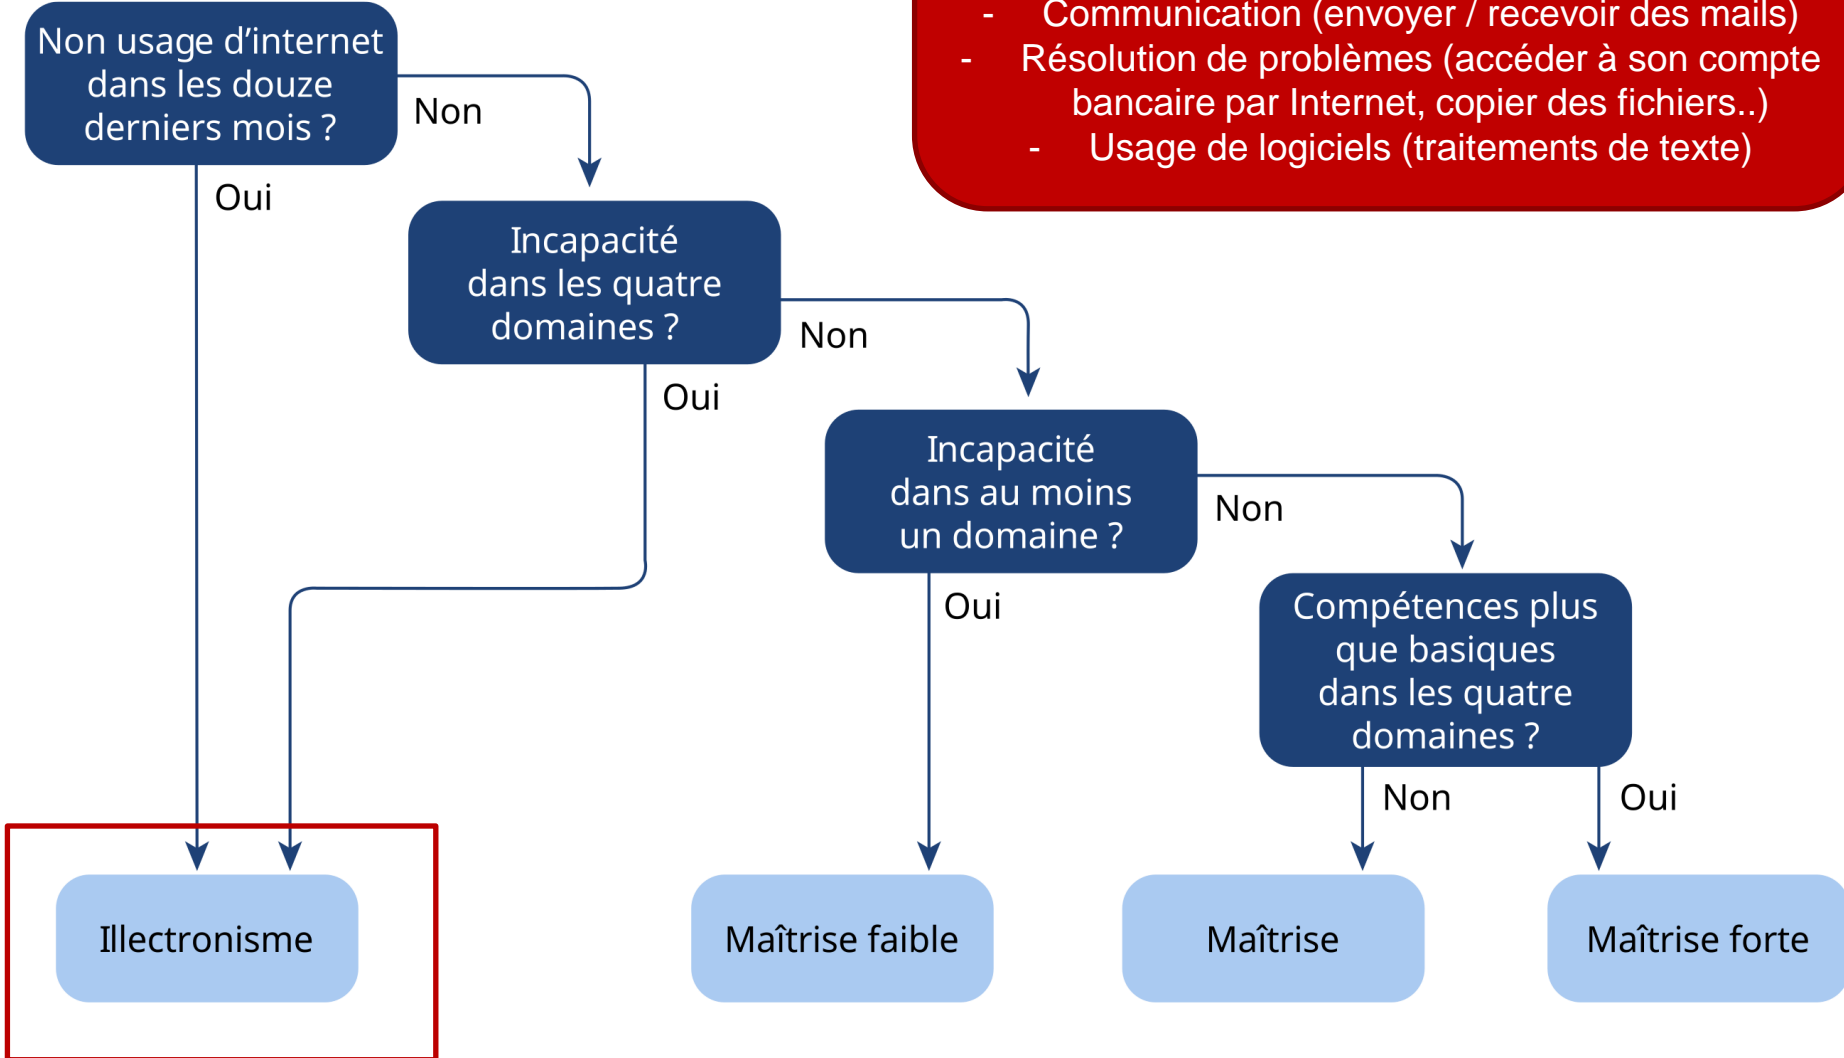 Communication (envoyer / recevoir des mails)
- Résolution de problèmes (accéder à son compte
bancaire par Internet, copier des fichiers..)
- Usage de logiciels (traitements de texte)
Non usage d’internet
dans les douze
derniers mois ?
Non
Oui
Incapacité
dans les quatre
domaines ?
Non
Oui
Incapacité
dans au moins
un domaine ?
Non
Oui
Compétences plus
que basiques
dans les quatre
domaines ?
Non
Oui
Illectronisme
Maîtrise faible
Maîtrise
Maîtrise forte